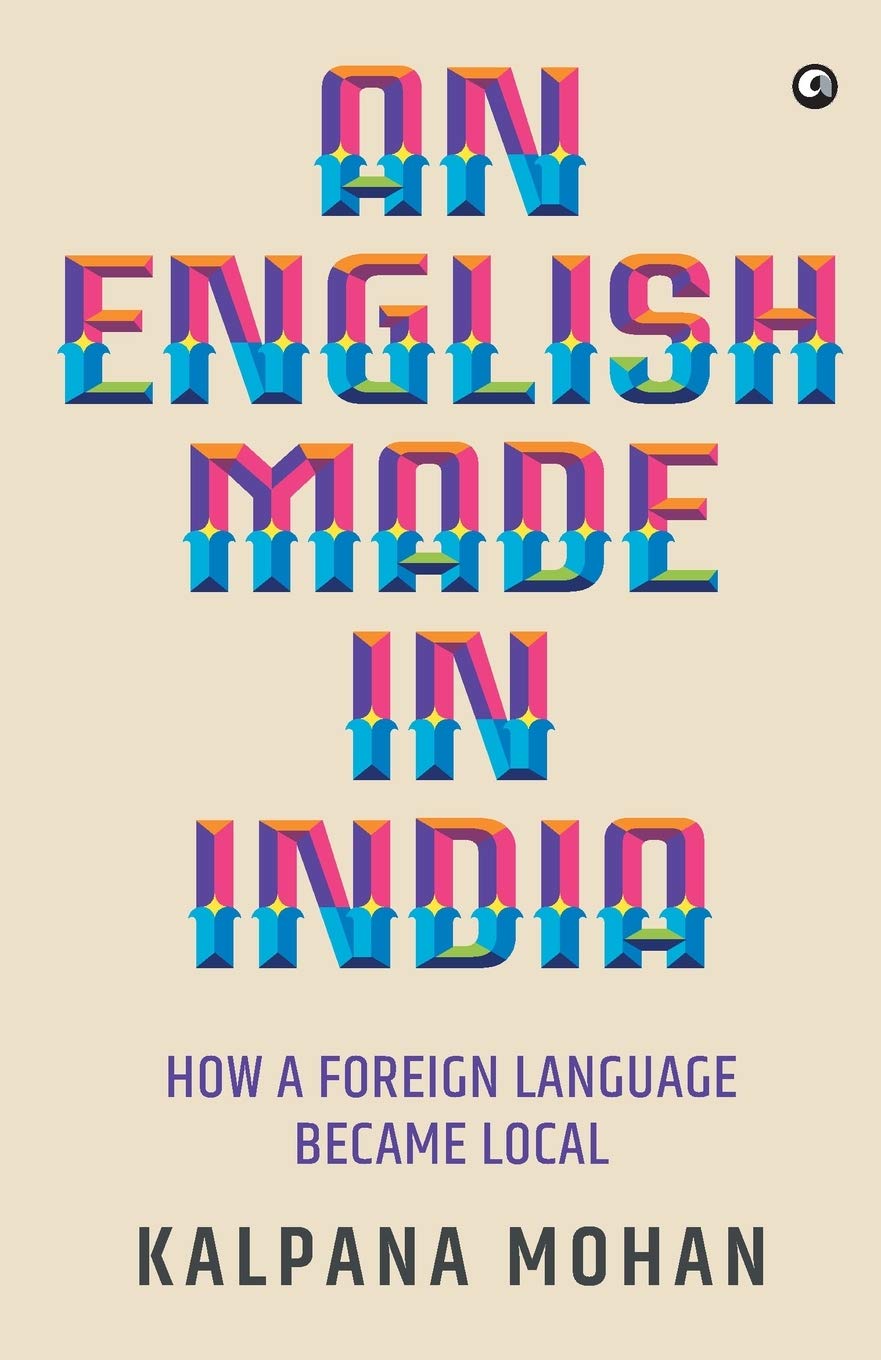 AN
ENGLISH
MADE
IN
INDIA
HOW A FOREIGN LANGUAGE
BECAME LOCAL
KALPANA MOHAN